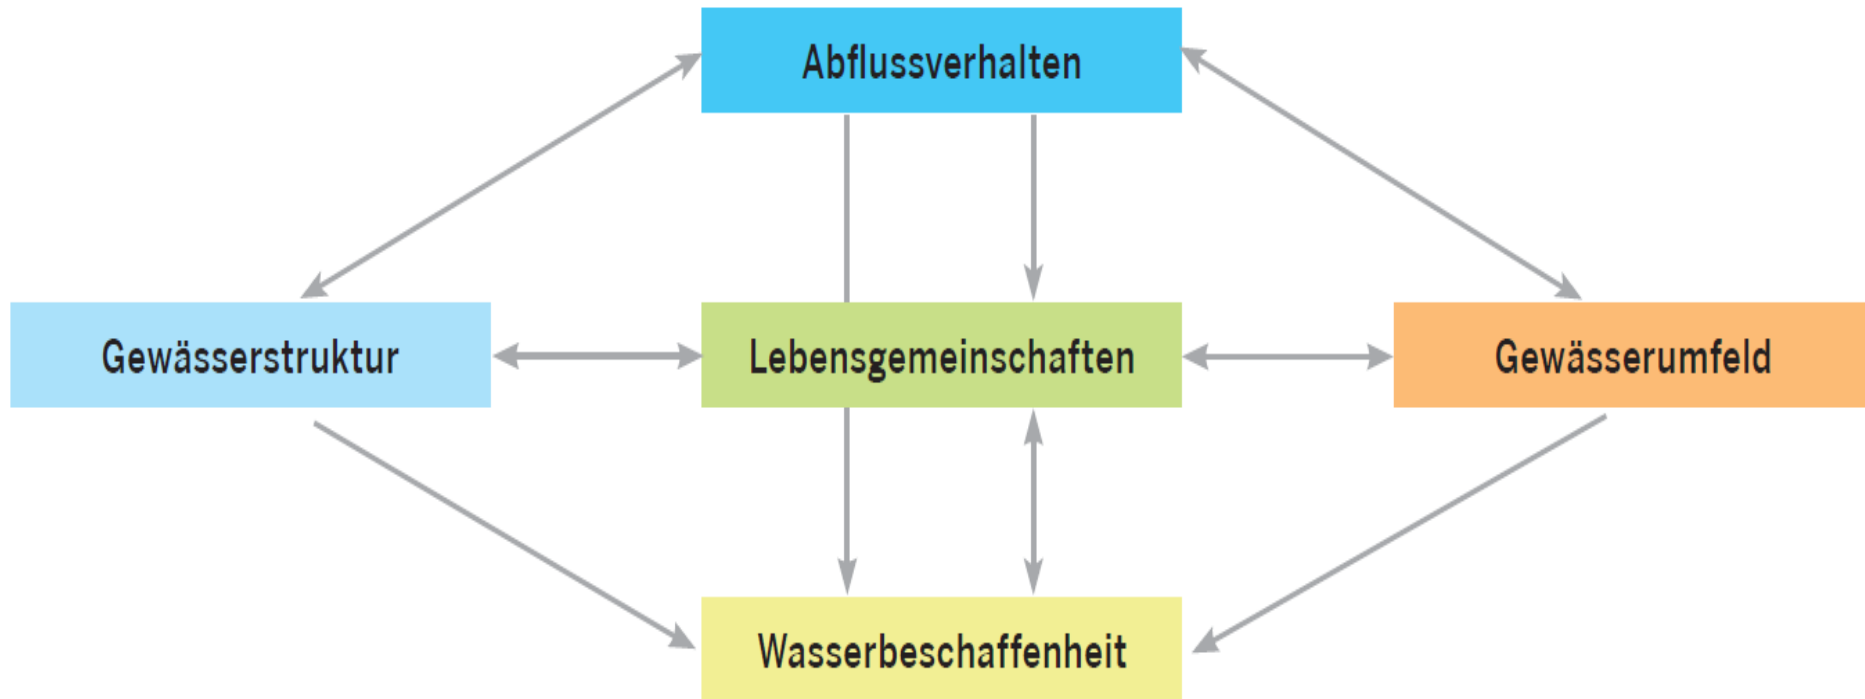 Abflussverhalten
Gewässerstruktur
Lebensgemeinschaften
Gewässerumfeld
Wasserbeschaffenheit